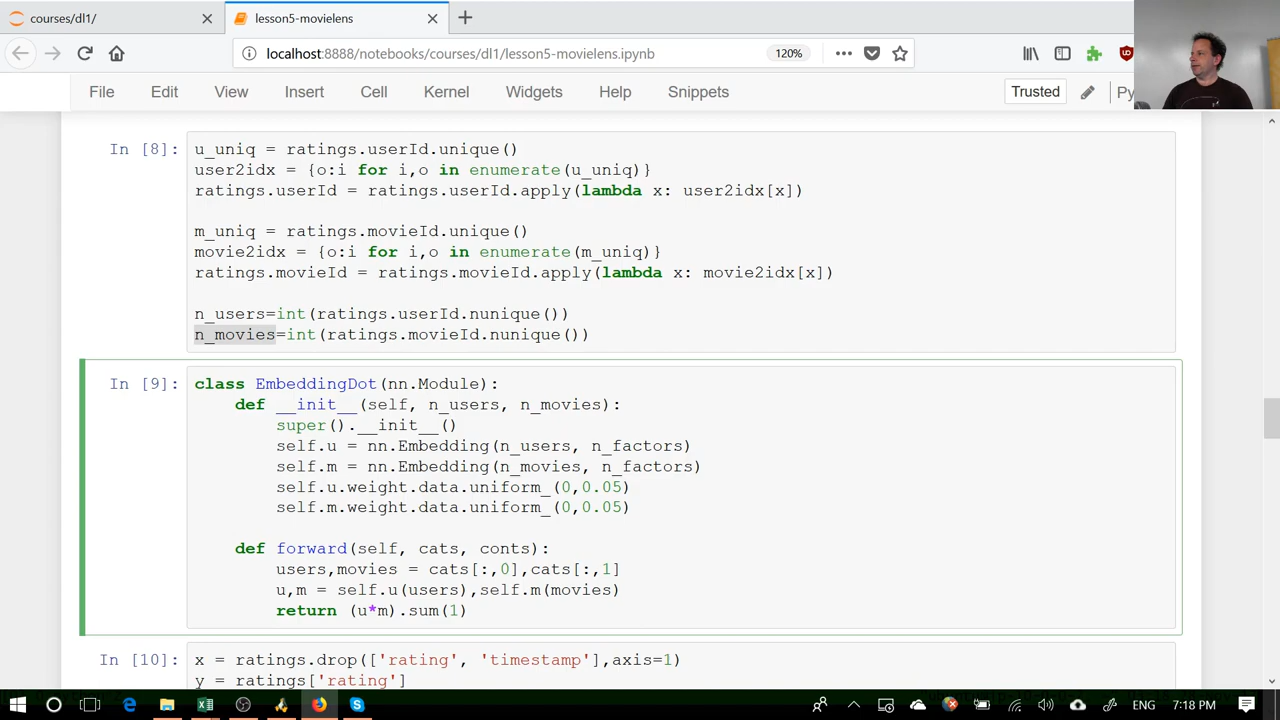 courses/dl1/
lesson5-movielens
localhost:8888/notebooks/courses/dl1/lesson5-movielens.ipynb
120%
File Edit View Insert Cell Kernel Widgets Help Snippets
Trusted
Py
In [8]:
u_uniq = ratings.userId.unique()
user2idx = {o:i for i,o in enumerate(u_uniq)}
ratings.userId = ratings.userId.apply(lambda x: user2idx[x])
m_uniq = ratings.movieId.unique()
movie2idx = {o:i for i,o in enumerate(m_uniq)}
ratings.movieId = ratings.movieId.apply(lambda x: movie2idx[x])
n_users=int(ratings.userId.nunique())
n_movies=int(ratings.movieId.nunique())
In [9]:
class EmbeddingDot(nn.Module):
    def __init__(self, n_users, n_movies):
        super().__init__()
        self.u = nn.Embedding(n_users, n_factors)
        self.m = nn.Embedding(n_movies, n_factors)
        self.u.weight.data.uniform_(0,0.05)
        self.m.weight.data.uniform_(0,0.05)
    def forward(self, cats, conts):
        users,movies = cats[:,0],cats[:,1]
        u,m = self.u(users),self.m(movies)
        return (u*m).sum(1)
In [10]:
x = ratings.drop(['rating', 'timestamp'],axis=1)
y = ratings['rating']
ENG
7:18 PM